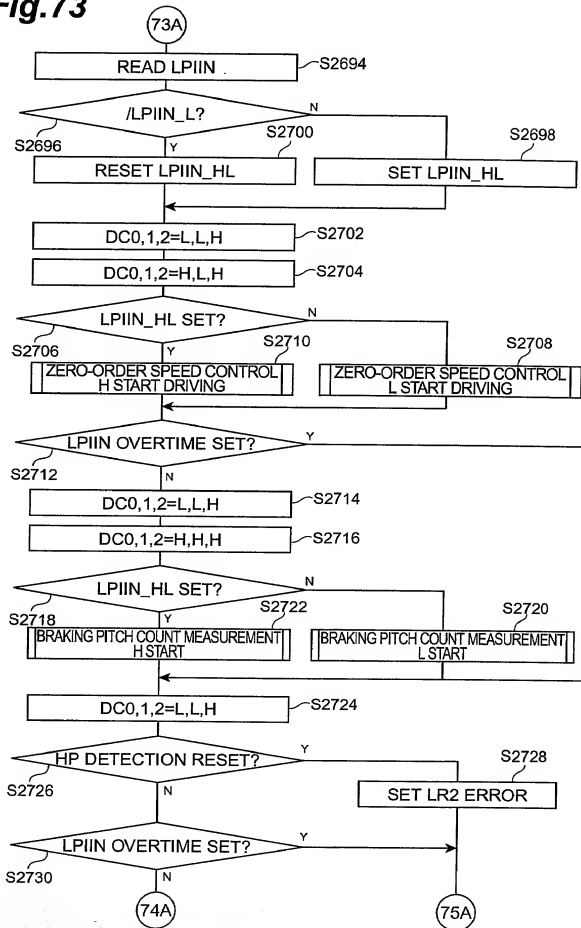 Fig.73
73A
READ LPIIN
S2694
/LPIIN_L?
N
S2696
Y
S2700
S2698
RESET LPIIN_HL
SET LPIIN_HL
DC0,1,2=L,L,H
S2702
DC0,1,2=H,L,H
S2704
LPIIN_HL SET?
N
S2706
Y
S2710
S2708
ZERO-ORDER SPEED CONTROL
H START DRIVING
ZERO-ORDER SPEED CONTROL
L START DRIVING
LPIIN OVERTIME SET?
Y
S2712
N
DC0,1,2=L,L,H
S2714
DC0,1,2=H,H,H
S2716
LPIIN_HL SET?
N
S2718
Y
S2722
S2720
BRAKING PITCH COUNT MEASUREMENT
H START
BRAKING PITCH COUNT MEASUREMENT
L START
DC0,1,2=L,L,H
S2724
HP DETECTION RESET?
Y
S2726
N
S2728
SET LR2 ERROR
LPIIN OVERTIME SET?
Y
S2730
N
74A
75A